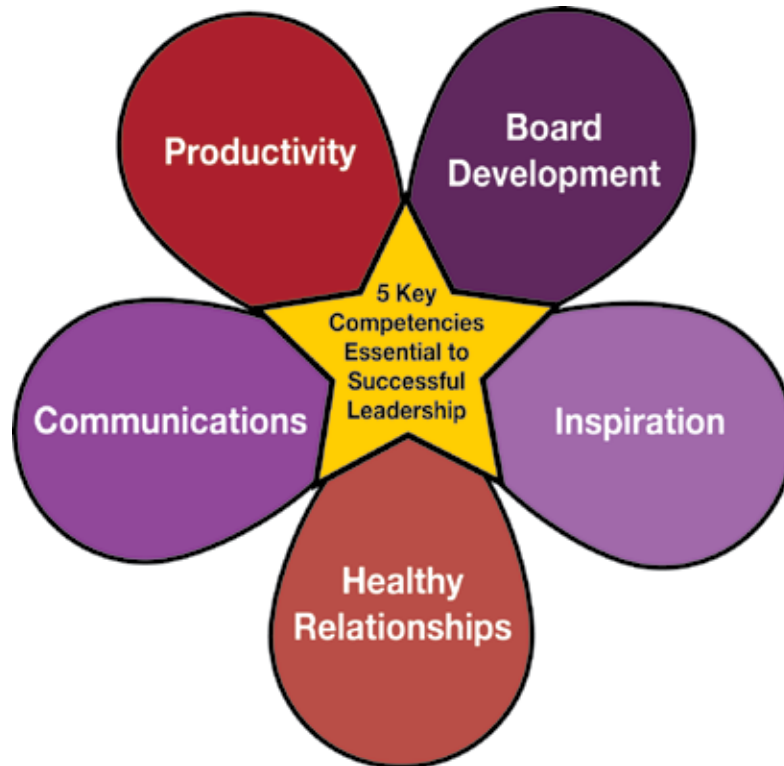 Productivity
Board
Development
5 Key
Competencies
Essential to
Successful
Leadership
Communications
Inspiration
Healthy
Relationships